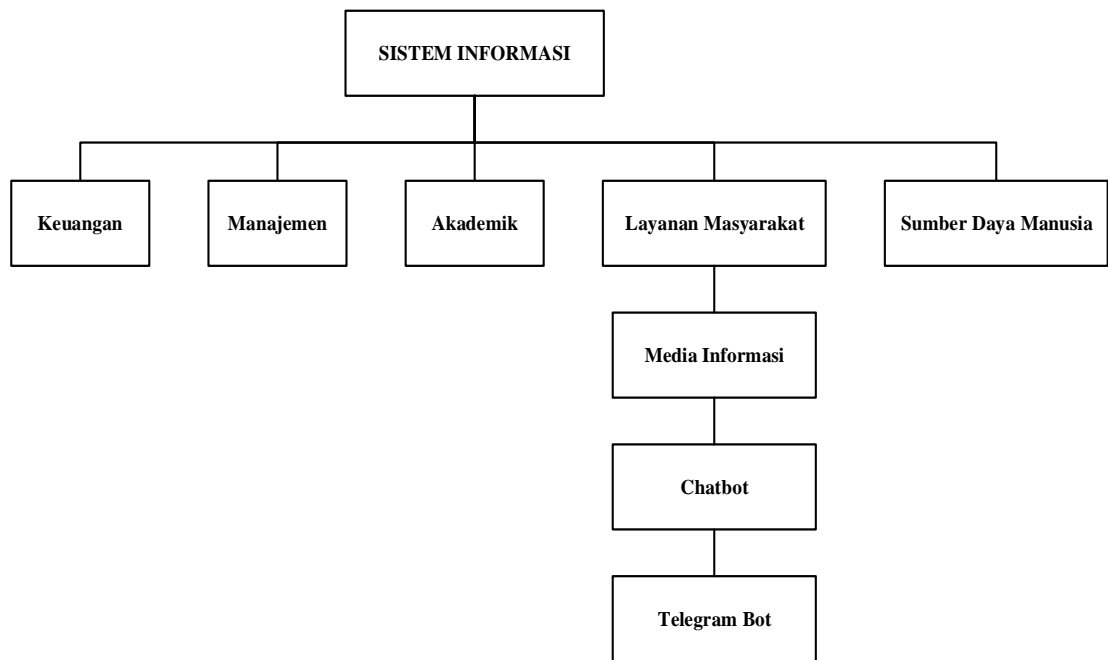 SISTEM INFORMASI
Keuangan
Manajemen
Akademik
Layanan Masyarakat
Sumber Daya Manusia
Media Informasi
Chatbot
Telegram Bot